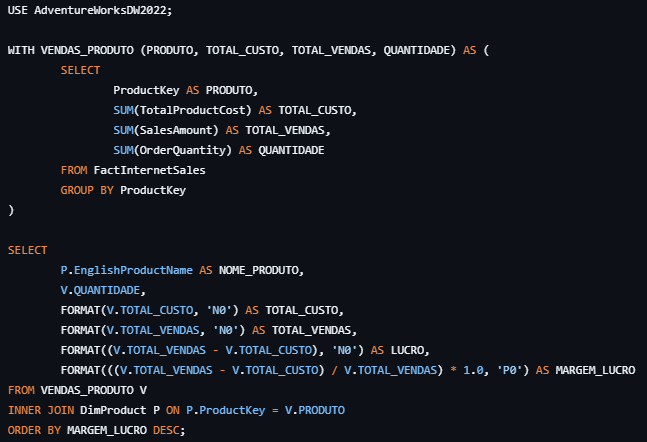 USE AdventureWorksDW2022;
WITH VENDAS_PRODUTO (PRODUTO, TOTAL_CUSTO, TOTAL_VENDAS, QUANTIDADE) AS (
SELECT
ProductKey AS PRODUTO,
SUM(TotalProductCost) AS TOTAL_CUSTO,
SUM(SalesAmount) AS TOTAL_VENDAS,
SUM(OrderQuantity) AS QUANTIDADE
FROM FactInternetSales
GROUP BY ProductKey
)
SELECT
P.EnglishProductName AS NOME_PRODUTO,
V.QUANTIDADE,
FORMAT(V.TOTAL_CUSTO, 'N0') AS TOTAL_CUSTO,
FORMAT(V.TOTAL_VENDAS, 'N0') AS TOTAL_VENDAS,
FORMAT((V.TOTAL_VENDAS - V.TOTAL_CUSTO), 'N0') AS LUCRO,
FORMAT(((V.TOTAL_VENDAS - V.TOTAL_CUSTO) / V.TOTAL_VENDAS) * 1.0, 'P0') AS MARGEM_LUCRO
FROM VENDAS_PRODUTO V
INNER JOIN DimProduct P ON P.ProductKey = V.PRODUTO
ORDER BY MARGEM_LUCRO DESC;